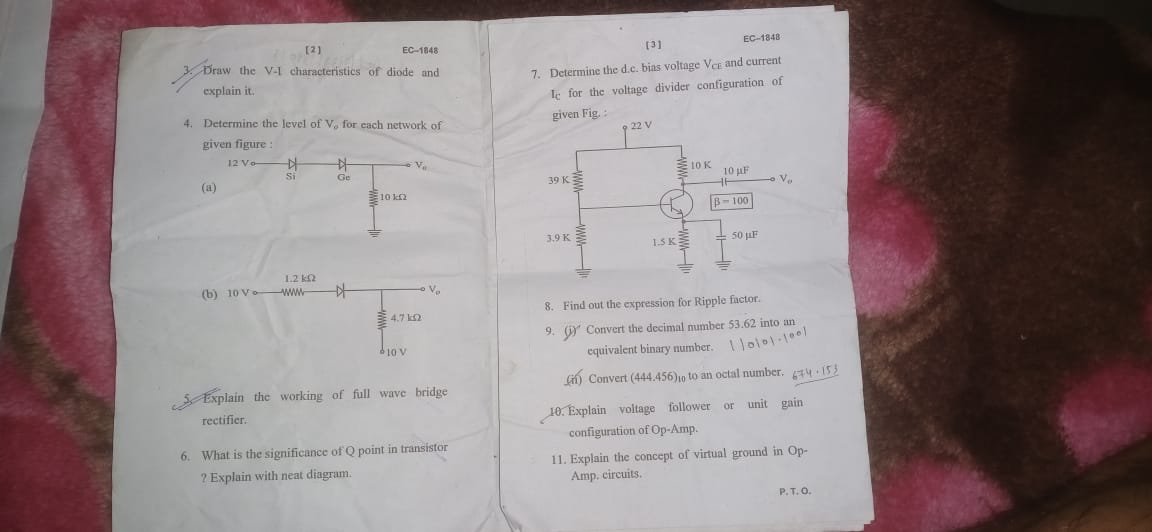 [2] EC–1848
3. Draw the V-I characteristics of diode and
explain it.
4. Determine the level of Vo for each network of
given figure :
12 V Vo
Si Ge
(a)
10 kΩ
1.2 kΩ
(b) 10 V Vo
4.7 kΩ
10 V
5. Explain the working of full wave bridge
rectifier.
6. What is the significance of Q point in transistor
? Explain with neat diagram.
[3] EC–1848
7. Determine the d.c. bias voltage VCE and current
IC for the voltage divider configuration of
given Fig. :
22 V
10 K
10 μF
39 K Vo
β = 100
3.9 K
1.5 K 50 μF
8. Find out the expression for Ripple factor.
9. (i) Convert the decimal number 53.62 into an
equivalent binary number. 110101.1001
(ii) Convert (444.456)10 to an octal number. 674.153
10. Explain voltage follower or unit gain
configuration of Op-Amp.
11. Explain the concept of virtual ground in Op-
Amp. circuits.
P. T. O.